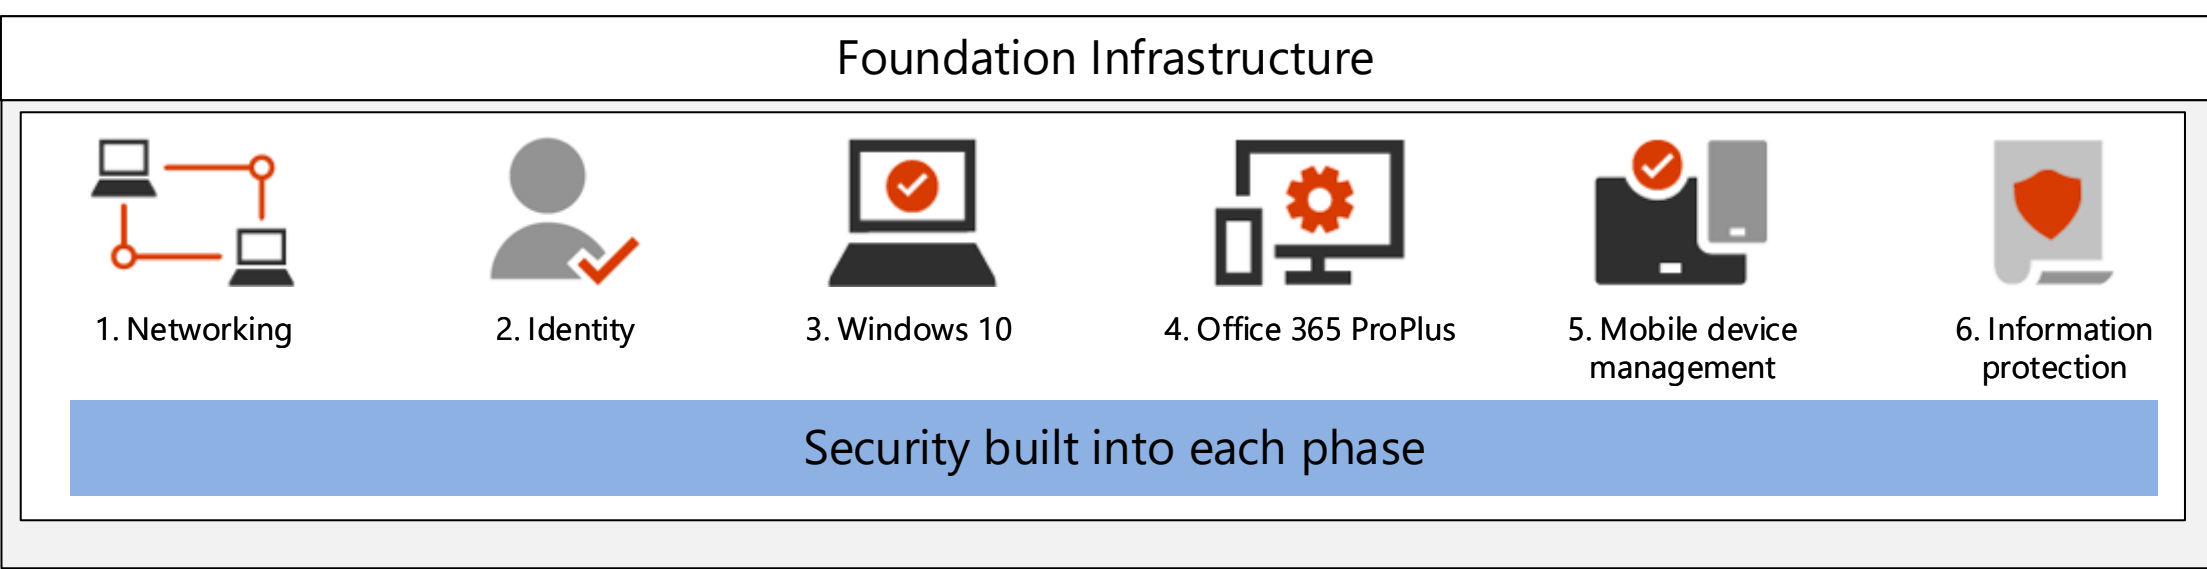 Foundation Infrastructure
1. Networking
2. Identity
3. Windows 10
4. Office 365 ProPlus
5. Mobile device
management
6. Information
protection
Security built into each phase